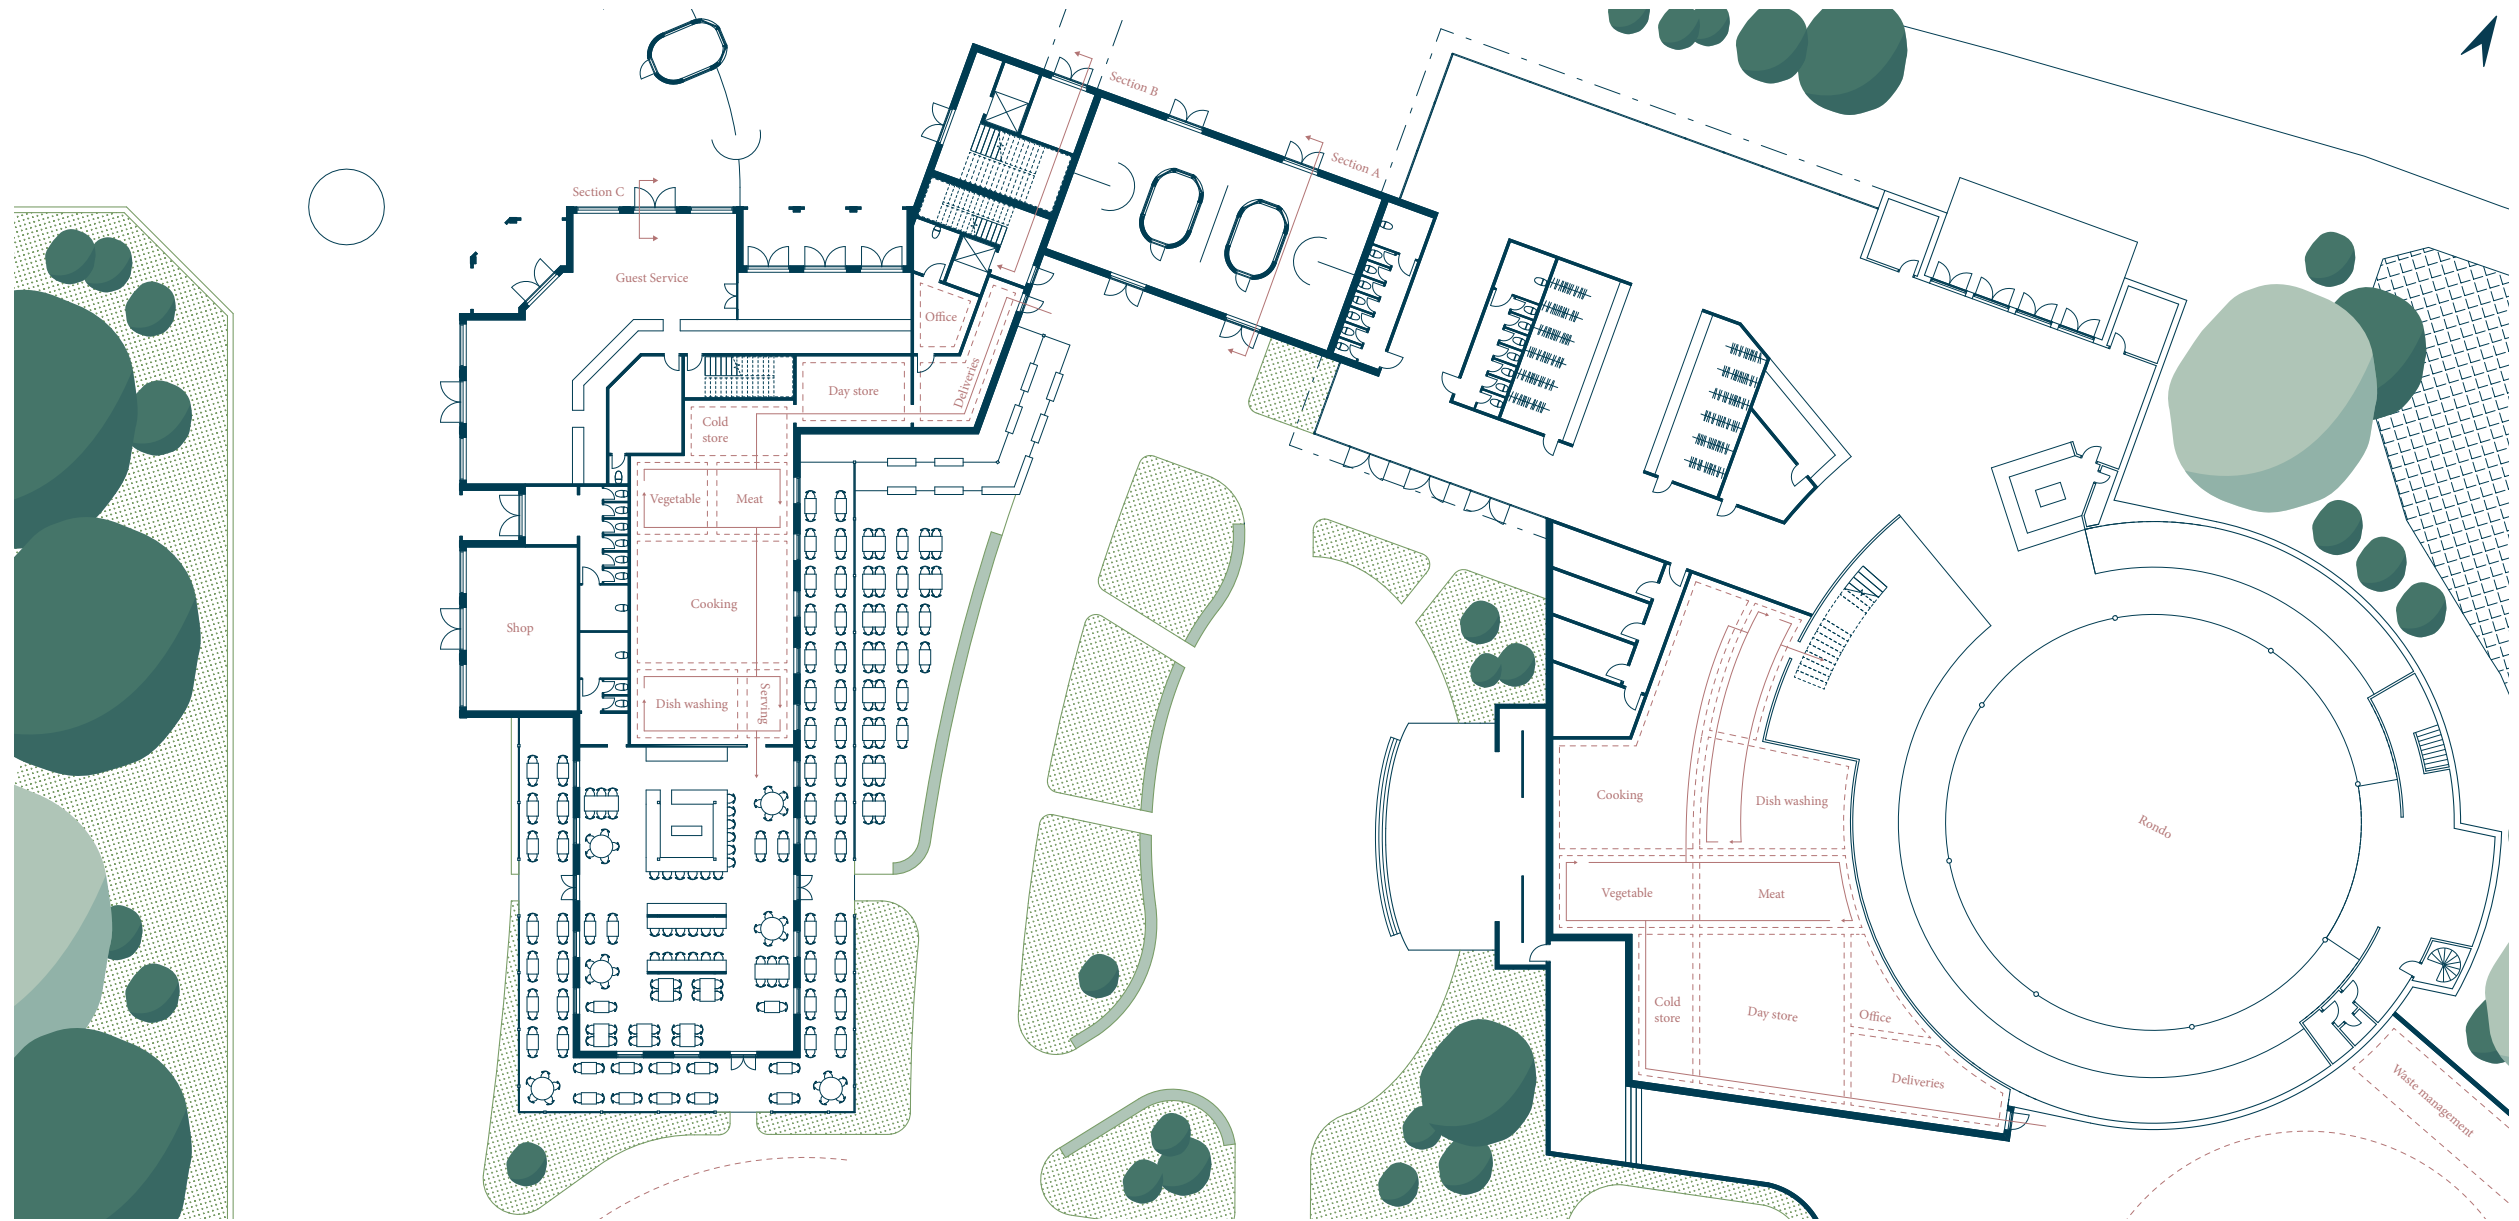 Section B
Section A
Section C
Guest Service
Office
Deliveries
Day store
Cold
store
Vegetable
Meat
Cooking
Shop
Dish washing
Serving
Cooking
Dish washing
Rondo
Vegetable
Meat
Cold
store
Day store
Office
Deliveries
Waste management